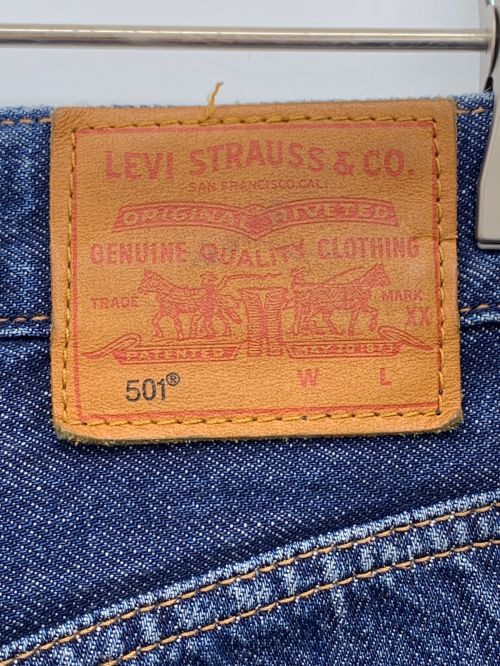 LEVI STRAUSS & CO.
SAN FRANCISCO, CAL.
ORIGINAL RIVETED
GENUINE QUALITY CLOTHING
TRADE MARK
XX
PATENTED MAY 20 1873
501® W L